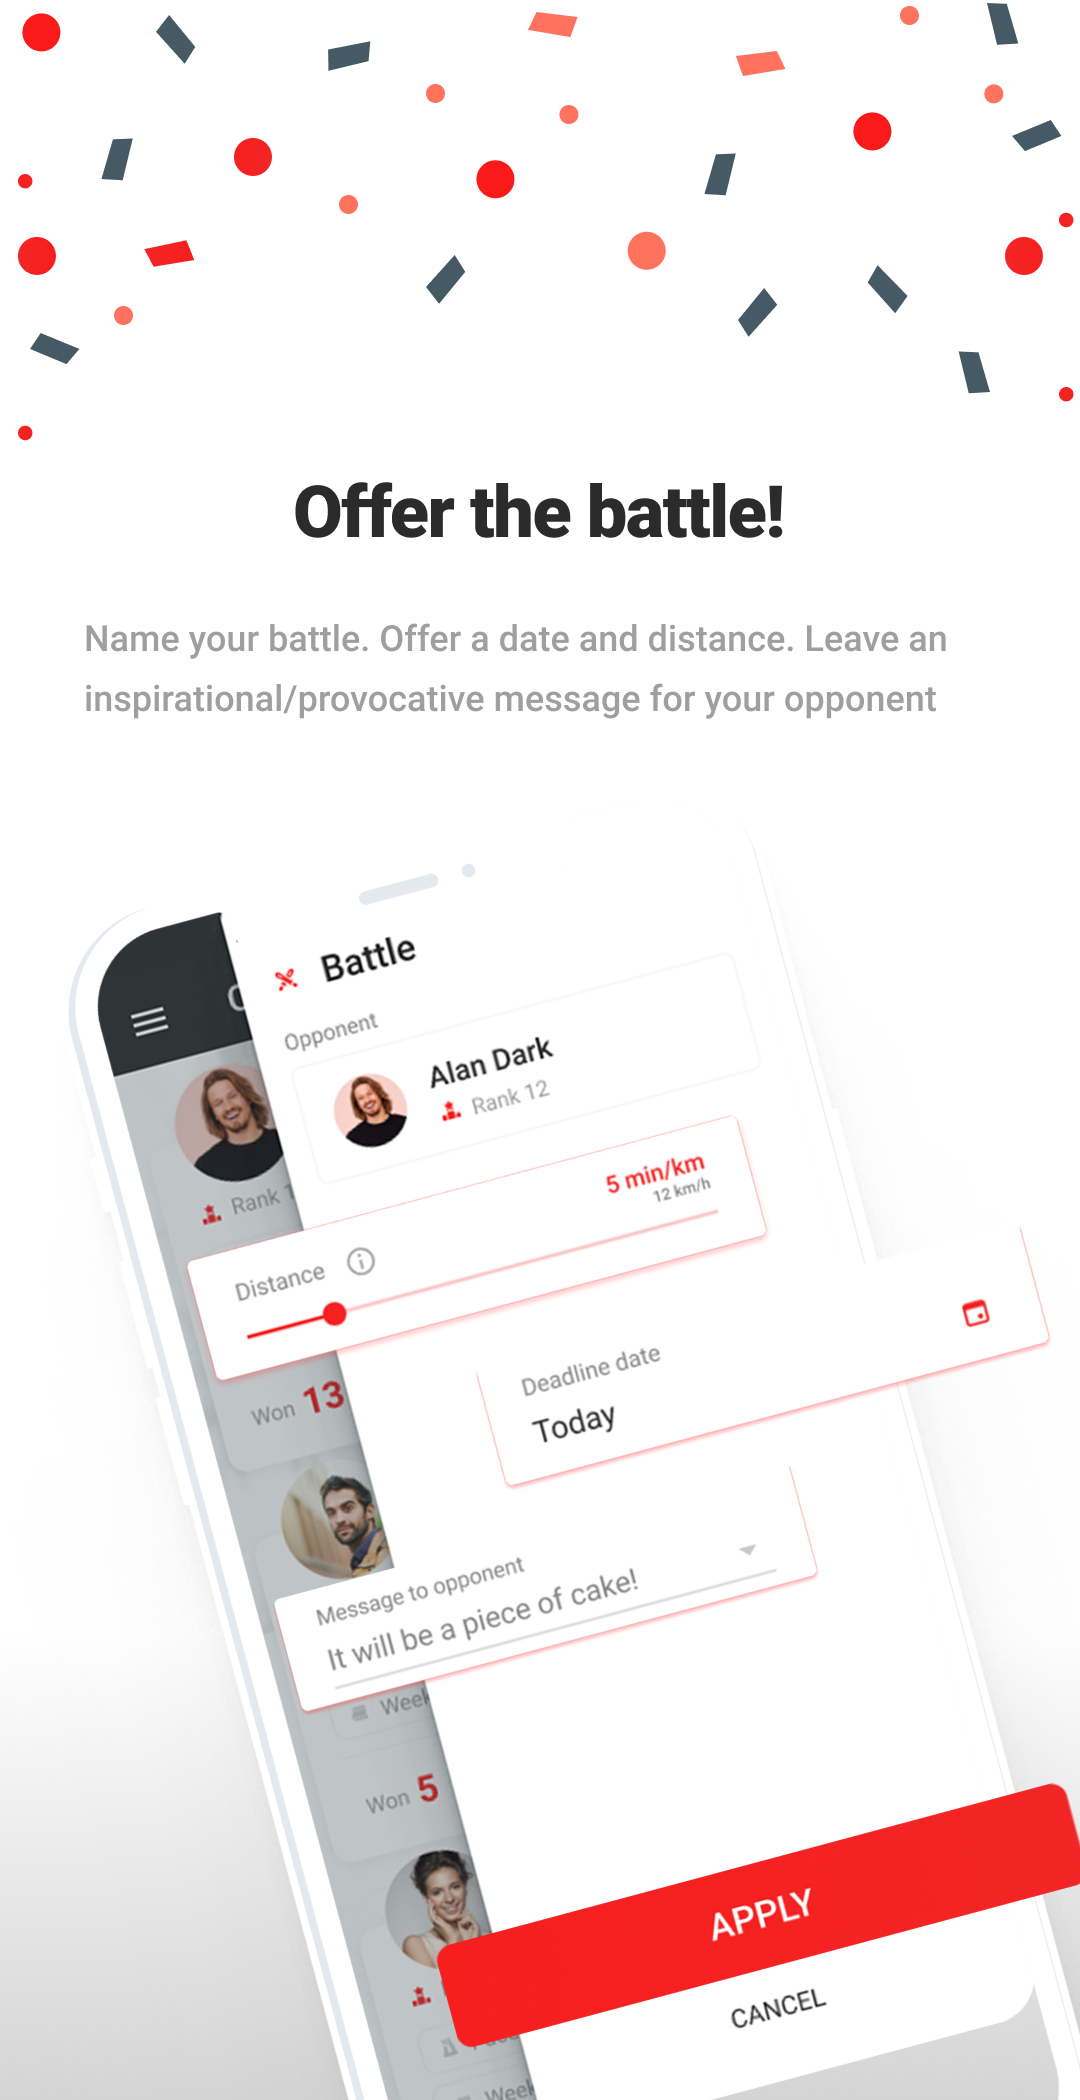 Offer the battle!
Name your battle. Offer a date and distance. Leave an
inspirational/provocative message for your opponent
Battle
Opponent
Alan Dark
Rank 12
Rank
5 min/km
12 km/h
Distance
Won 13
Deadline date
Today
Message to opponent
It will be a piece of cake!
Week
Won 5
APPLY
CANCEL
Week